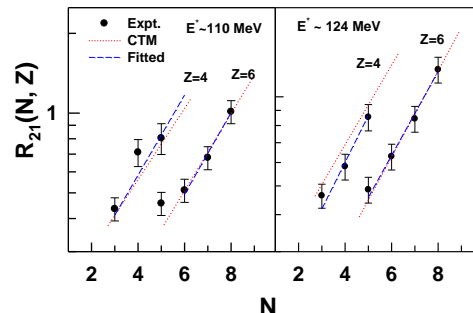 Expt.
CTM
Fitted
E*~110 MeV
Z=4
Z=6
E*~ 124 MeV
Z=4
Z=6
R21(N, Z)
1
2 4 6 8 2 4 6 8
N